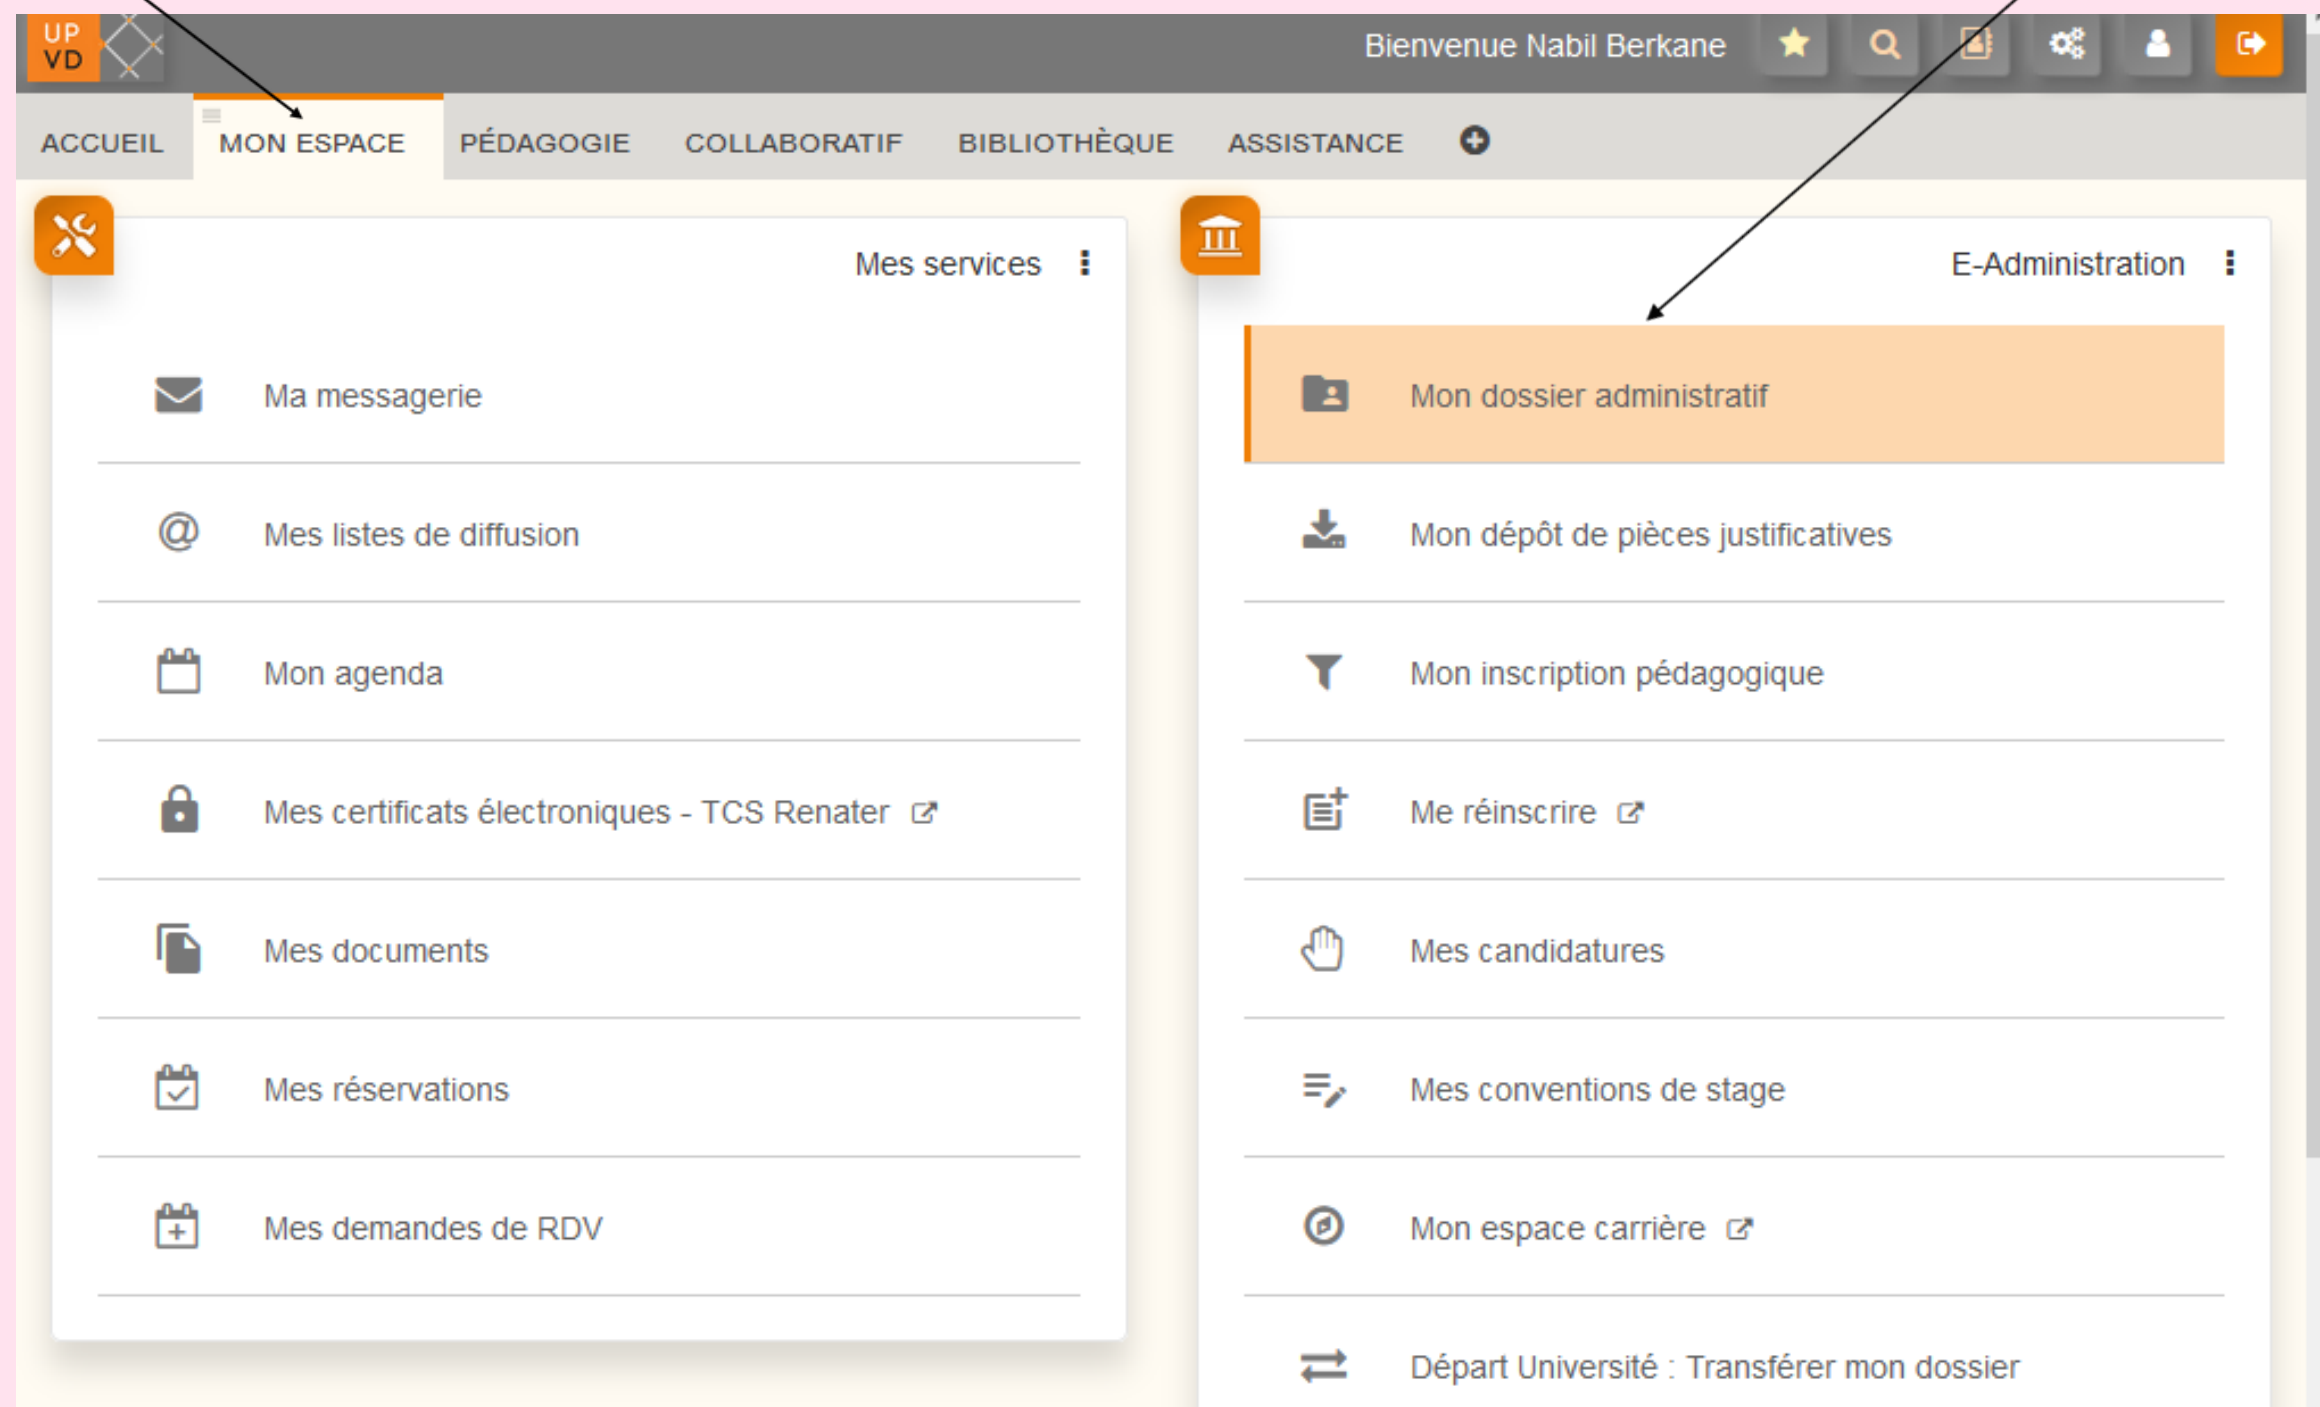 UP
VD
Bienvenue Nabil Berkane
ACCUEIL MON ESPACE PÉDAGOGIE COLLABORATIF BIBLIOTHÈQUE ASSISTANCE
Mes services
Ma messagerie
@ Mes listes de diffusion
Mon agenda
Mes certificats électroniques - TCS Renater
Mes documents
Mes réservations
Mes demandes de RDV
E-Administration
Mon dossier administratif
Mon dépôt de pièces justificatives
Mon inscription pédagogique
Me réinscrire
Mes candidatures
Mes conventions de stage
Mon espace carrière
Départ Université : Transférer mon dossier